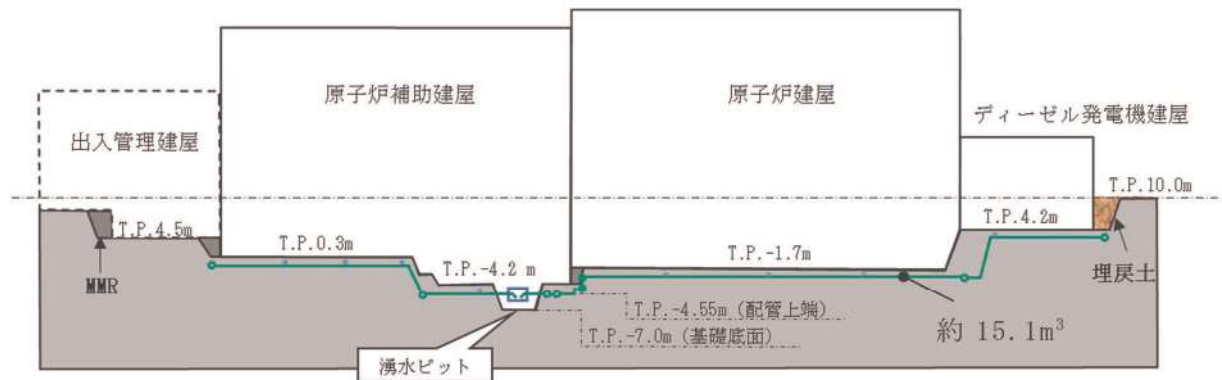 原子炉補助建屋
原子炉建屋
ディーゼル発電機建屋
出入管理建屋
T.P.10.0m
T.P.4.5m
T.P.4.2m
T.P.0.3m
T.P.-4.2 m
T.P.-1.7m
MMR
埋戻土
T.P.-4.55m (配管上端)
約 15.1m³
T.P.-7.0m (基礎底面)
湧水ピット